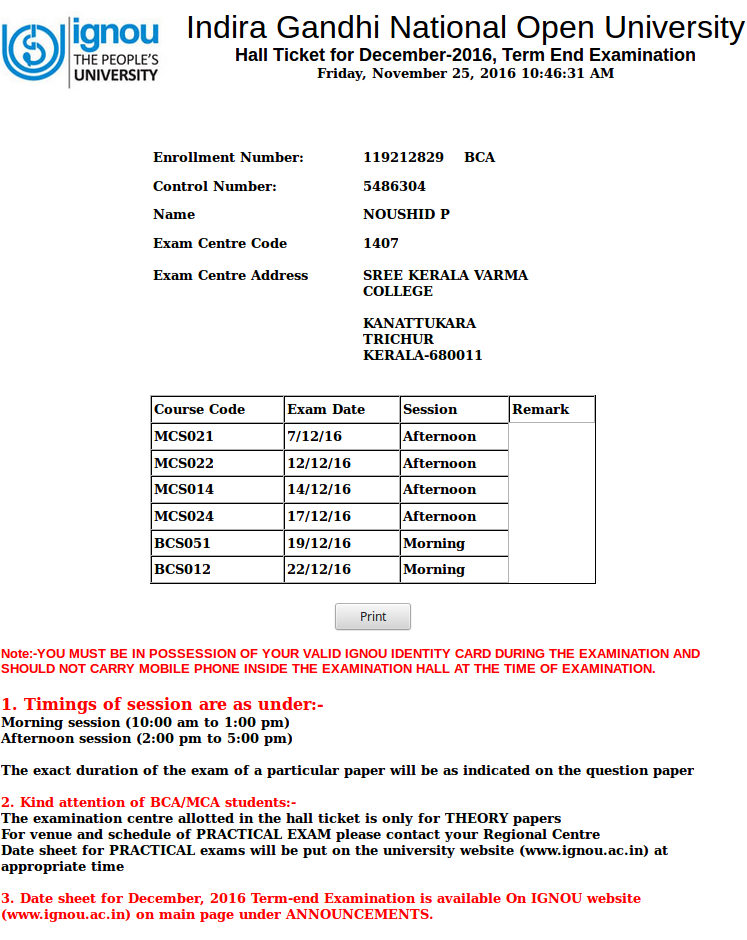 ignou
THE PEOPLE'S
UNIVERSITY
Indira Gandhi National Open University
Hall Ticket for December-2016, Term End Examination
Friday, November 25, 2016 10:46:31 AM
Enrollment Number: 119212829 BCA
Control Number: 5486304
Name NOUSHID P
Exam Centre Code 1407
Exam Centre Address SREE KERALA VARMA
COLLEGE
KANATTUKARA
TRICHUR
KERALA-680011
Course Code Exam Date Session Remark
MCS021 7/12/16 Afternoon
MCS022 12/12/16 Afternoon
MCS014 14/12/16 Afternoon
MCS024 17/12/16 Afternoon
BCS051 19/12/16 Morning
BCS012 22/12/16 Morning
Print
Note:-YOU MUST BE IN POSSESSION OF YOUR VALID IGNOU IDENTITY CARD DURING THE EXAMINATION AND
SHOULD NOT CARRY MOBILE PHONE INSIDE THE EXAMINATION HALL AT THE TIME OF EXAMINATION.
1. Timings of session are as under:-
Morning session (10:00 am to 1:00 pm)
Afternoon session (2:00 pm to 5:00 pm)
The exact duration of the exam of a particular paper will be as indicated on the question paper
2. Kind attention of BCA/MCA students:-
The examination centre allotted in the hall ticket is only for THEORY papers
For venue and schedule of PRACTICAL EXAM please contact your Regional Centre
Date sheet for PRACTICAL exams will be put on the university website (www.ignou.ac.in) at
appropriate time
3. Date sheet for December, 2016 Term-end Examination is available On IGNOU website
(www.ignou.ac.in) on main page under ANNOUNCEMENTS.